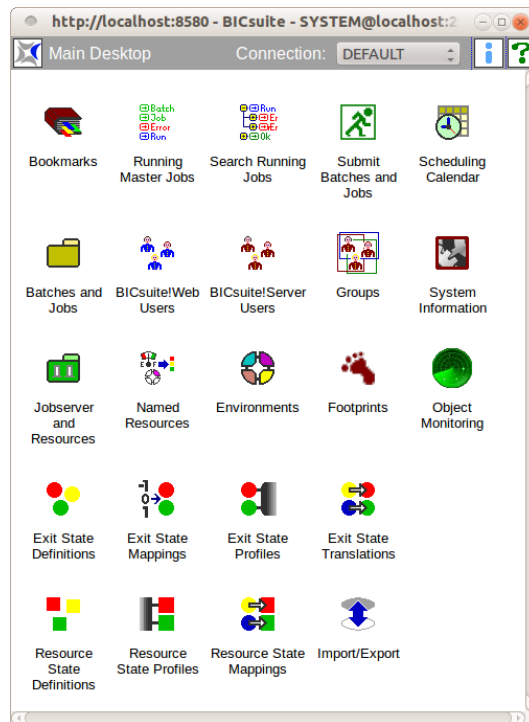 http://localhost:8580 - BICsuite - SYSTEM@localhost:2
Main Desktop Connection: DEFAULT
Batch
Job
Error
Run
Run
Er
Er
Ok
Bookmarks Running Search Running Submit Scheduling
Master Jobs Jobs Batches and Calendar
Jobs
Batches and BICsuite!Web BICsuite!Server Groups System
Jobs Users Users Information
E F
Jobserver Named Environments Footprints Object
and Resources Monitoring
Resources
-1
0
1
Exit State Exit State Exit State Exit State
Definitions Mappings Profiles Translations
Resource Resource Resource State Import/Export
State State Profiles Mappings
Definitions